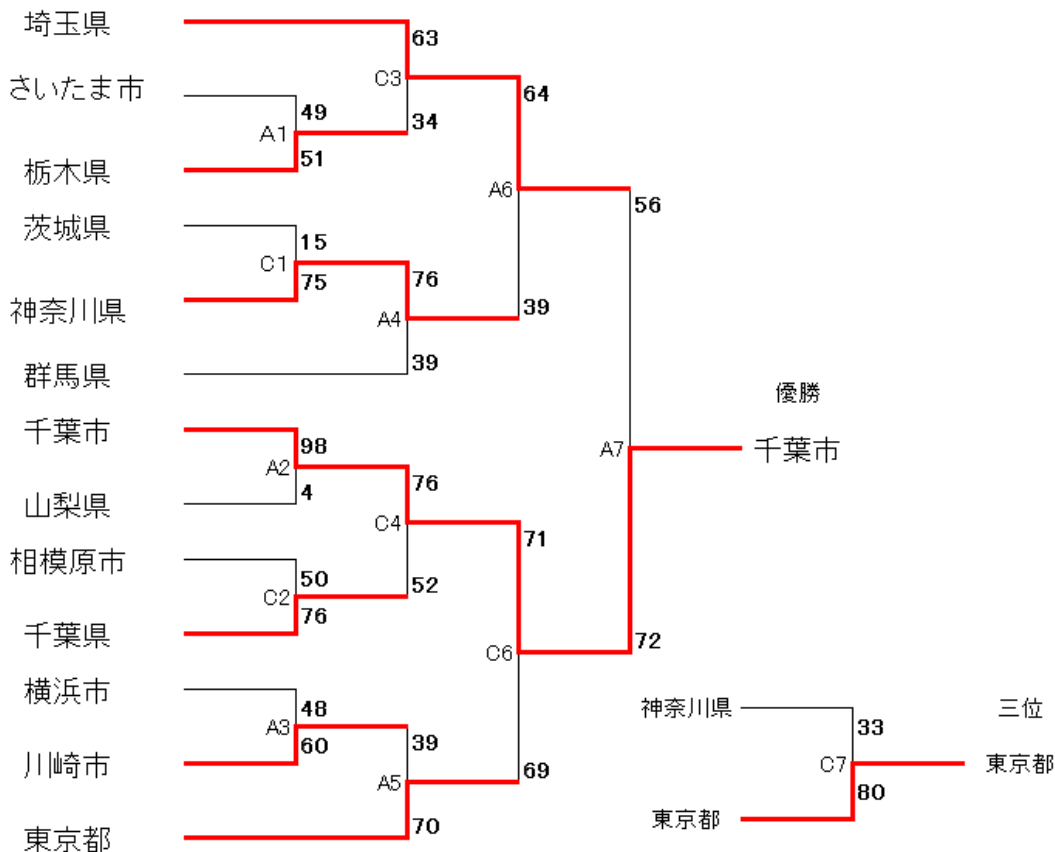 埼玉県
63
C3
さいたま市
64
49
34
A1
51
栃木県
A6
56
茨城県
15
C1
75
76
神奈川県
A4
39
39
群馬県
優勝
千葉市
98
A7
千葉市
A2
76
4
山梨県
C4
71
相模原市
50
52
C2
76
千葉県
72
C6
横浜市
48
神奈川県
三位
A3
33
60
39
川崎市
C7
東京都
69
A5
80
70
東京都
東京都